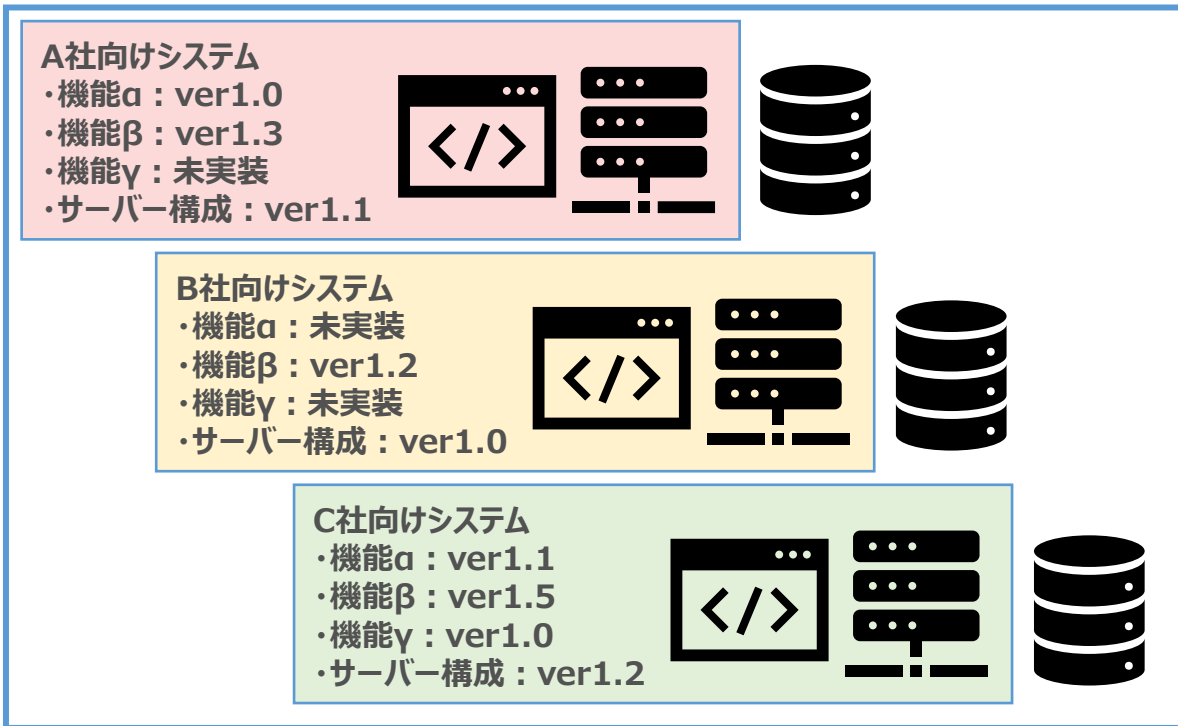 A社向けシステム
・機能α：ver1.0
・機能β：ver1.3
・機能γ：未実装
・サーバー構成：ver1.1
B社向けシステム
・機能α：未実装
・機能β：ver1.2
・機能γ：未実装
・サーバー構成：ver1.0
C社向けシステム
・機能α：ver1.1
・機能β：ver1.5
・機能γ：ver1.0
・サーバー構成：ver1.2